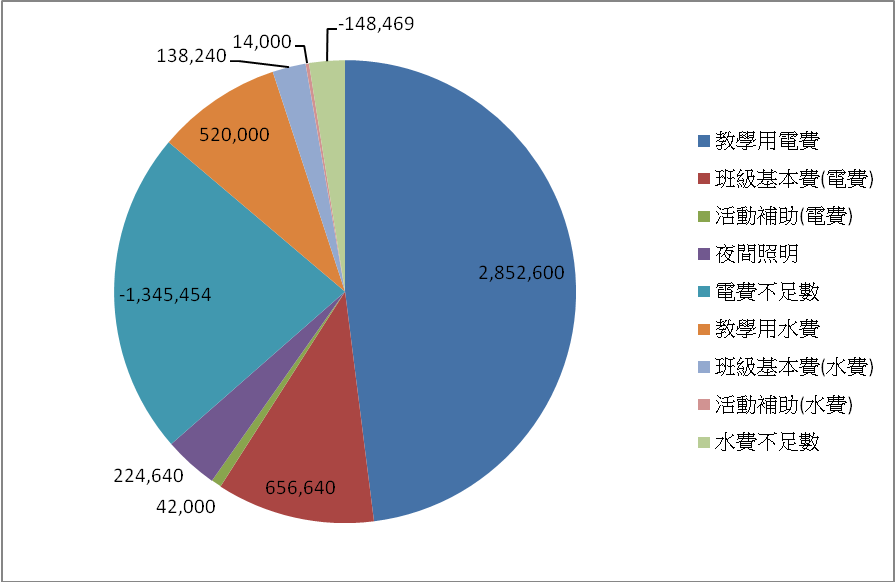 -148,469
14,000
138,240
520,000
2,852,600
-1,345,454
224,640
42,000
656,640
教學用電費
班級基本費(電費)
活動補助(電費)
夜間照明
電費不足數
教學用水費
班級基本費(水費)
活動補助(水費)
水費不足數